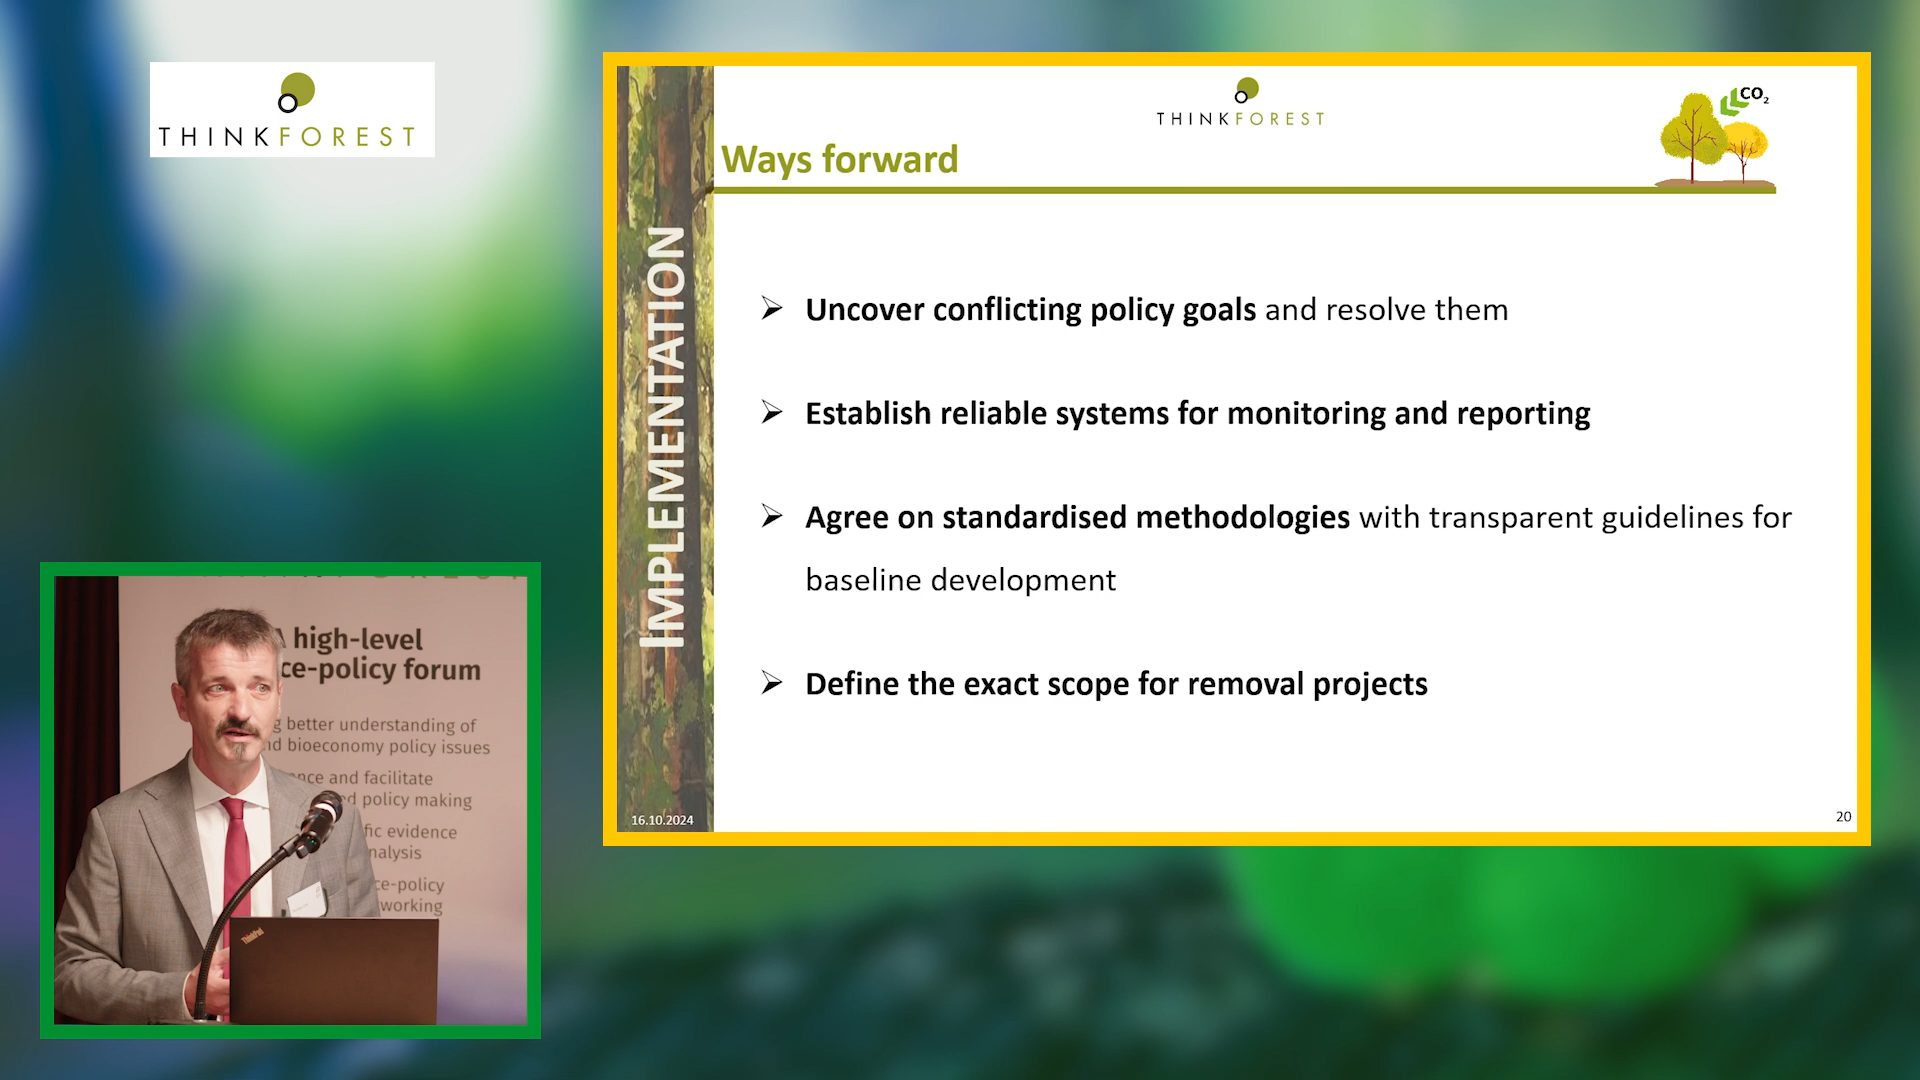 THINKFOREST
THINKFOREST
CO₂
Ways forward
IMPLEMENTATION
➢ Uncover conflicting policy goals and resolve them
➢ Establish reliable systems for monitoring and reporting
➢ Agree on standardised methodologies with transparent guidelines for
baseline development
➢ Define the exact scope for removal projects
16.10.2024
20
A high-level
ce-policy forum
g better understanding of
nd bioeconomy policy issues
ence and facilitate
ed policy making
fic evidence
nalysis
ce-policy
working
ThinkPad